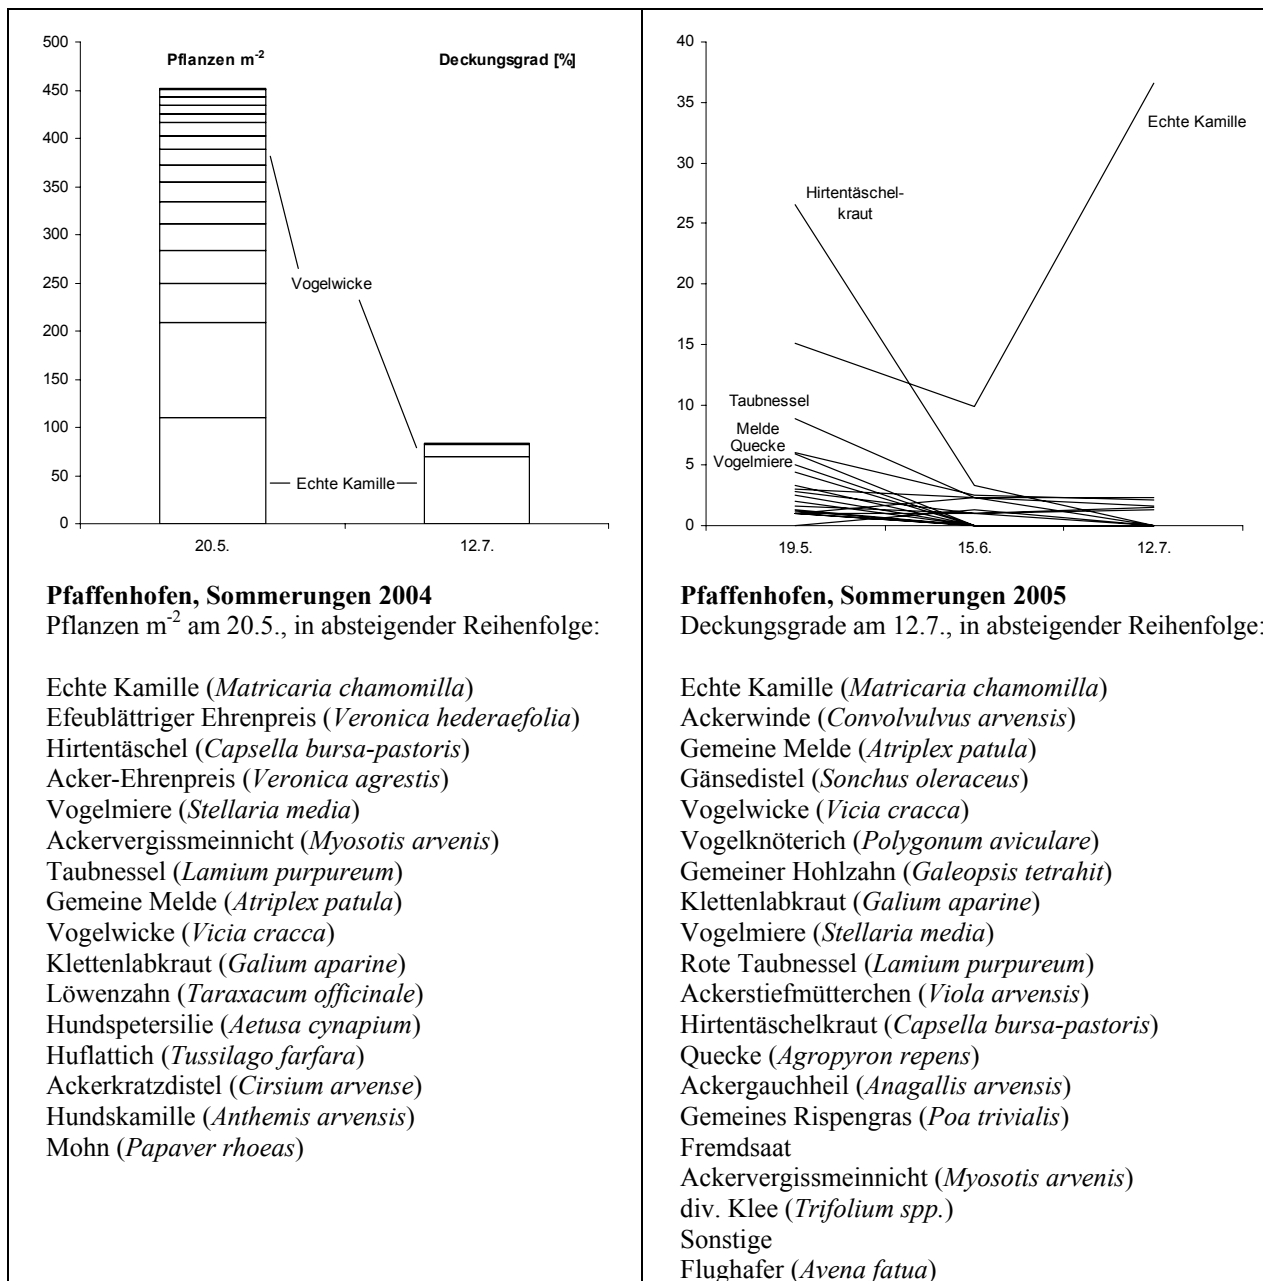 500
450
400
350
300
250
200
150
100
50
0
Pflanzen m-2
Deckungsgrad [%]
Vogelwicke
Echte Kamille
20.5.
12.7.
Pfaffenhofen, Sommerungen 2004
Pflanzen m-2 am 20.5., in absteigender Reihenfolge:
Echte Kamille (Matricaria chamomilla)
Efeublättriger Ehrenpreis (Veronica hederaefolia)
Hirtentäschel (Capsella bursa-pastoris)
Acker-Ehrenpreis (Veronica agrestis)
Vogelmiere (Stellaria media)
Ackervergissmeinnicht (Myosotis arvenis)
Taubnessel (Lamium purpureum)
Gemeine Melde (Atriplex patula)
Vogelwicke (Vicia cracca)
Klettenlabkraut (Galium aparine)
Löwenzahn (Taraxacum officinale)
Hundspetersilie (Aetusa cynapium)
Huflattich (Tussilago farfara)
Ackerkratzdistel (Cirsium arvense)
Hundskamille (Anthemis arvensis)
Mohn (Papaver rhoeas)
40
35
30
25
20
15
10
5
0
Echte Kamille
Hirtentäschel-
kraut
Taubnessel
Melde
Quecke
Vogelmiere
19.5.
15.6.
12.7.
Pfaffenhofen, Sommerungen 2005
Deckungsgrade am 12.7., in absteigender Reihenfolge:
Echte Kamille (Matricaria chamomilla)
Ackerwinde (Convolvulvus arvensis)
Gemeine Melde (Atriplex patula)
Gänsedistel (Sonchus oleraceus)
Vogelwicke (Vicia cracca)
Vogelknöterich (Polygonum aviculare)
Gemeiner Hohlzahn (Galeopsis tetrahit)
Klettenlabkraut (Galium aparine)
Vogelmiere (Stellaria media)
Rote Taubnessel (Lamium purpureum)
Ackerstiefmütterchen (Viola arvensis)
Hirtentäschelkraut (Capsella bursa-pastoris)
Quecke (Agropyron repens)
Ackergauchheil (Anagallis arvensis)
Gemeines Rispengras (Poa trivialis)
Fremdsaat
Ackervergissmeinnicht (Myosotis arvenis)
div. Klee (Trifolium spp.)
Sonstige
Flughafer (Avena fatua)